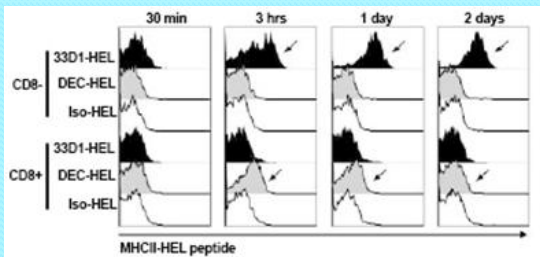 30 min 3 hrs 1 day 2 days
33D1-HEL
CD8- DEC-HEL
Iso-HEL
33D1-HEL
CD8+ DEC-HEL
Iso-HEL
MHCII-HEL peptide